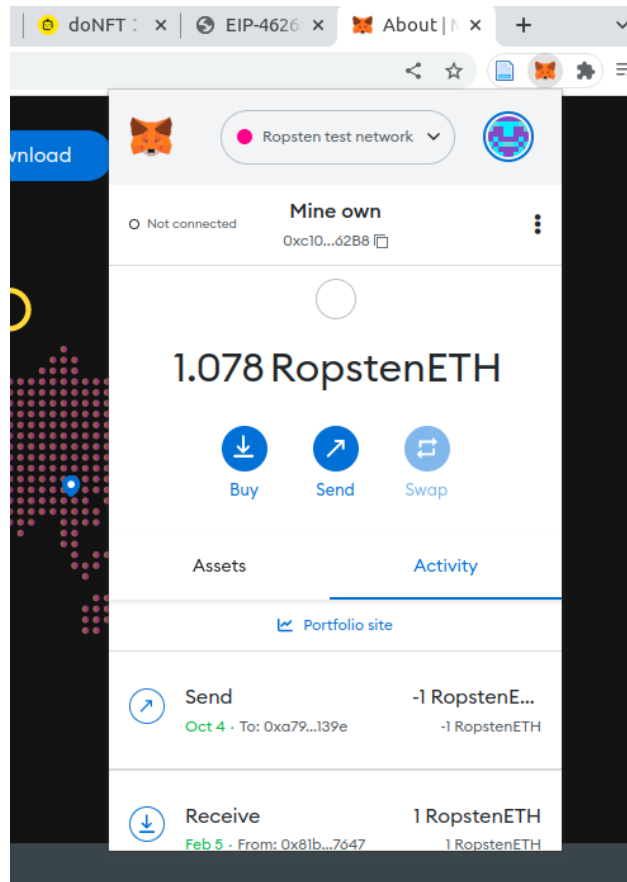 doNFT
EIP-4626
About |
wnload
Ropsten test network
Not connected
Mine own
0xc10...62B8
1.078 RopstenETH
Buy
Send
Swap
Assets
Activity
Portfolio site
Send
-1 RopstenE...
Oct 4 · To: 0xa79...139e
-1 RopstenETH
Receive
1 RopstenETH
Feb 5 · From: 0x81b...7647
1 RopstenETH